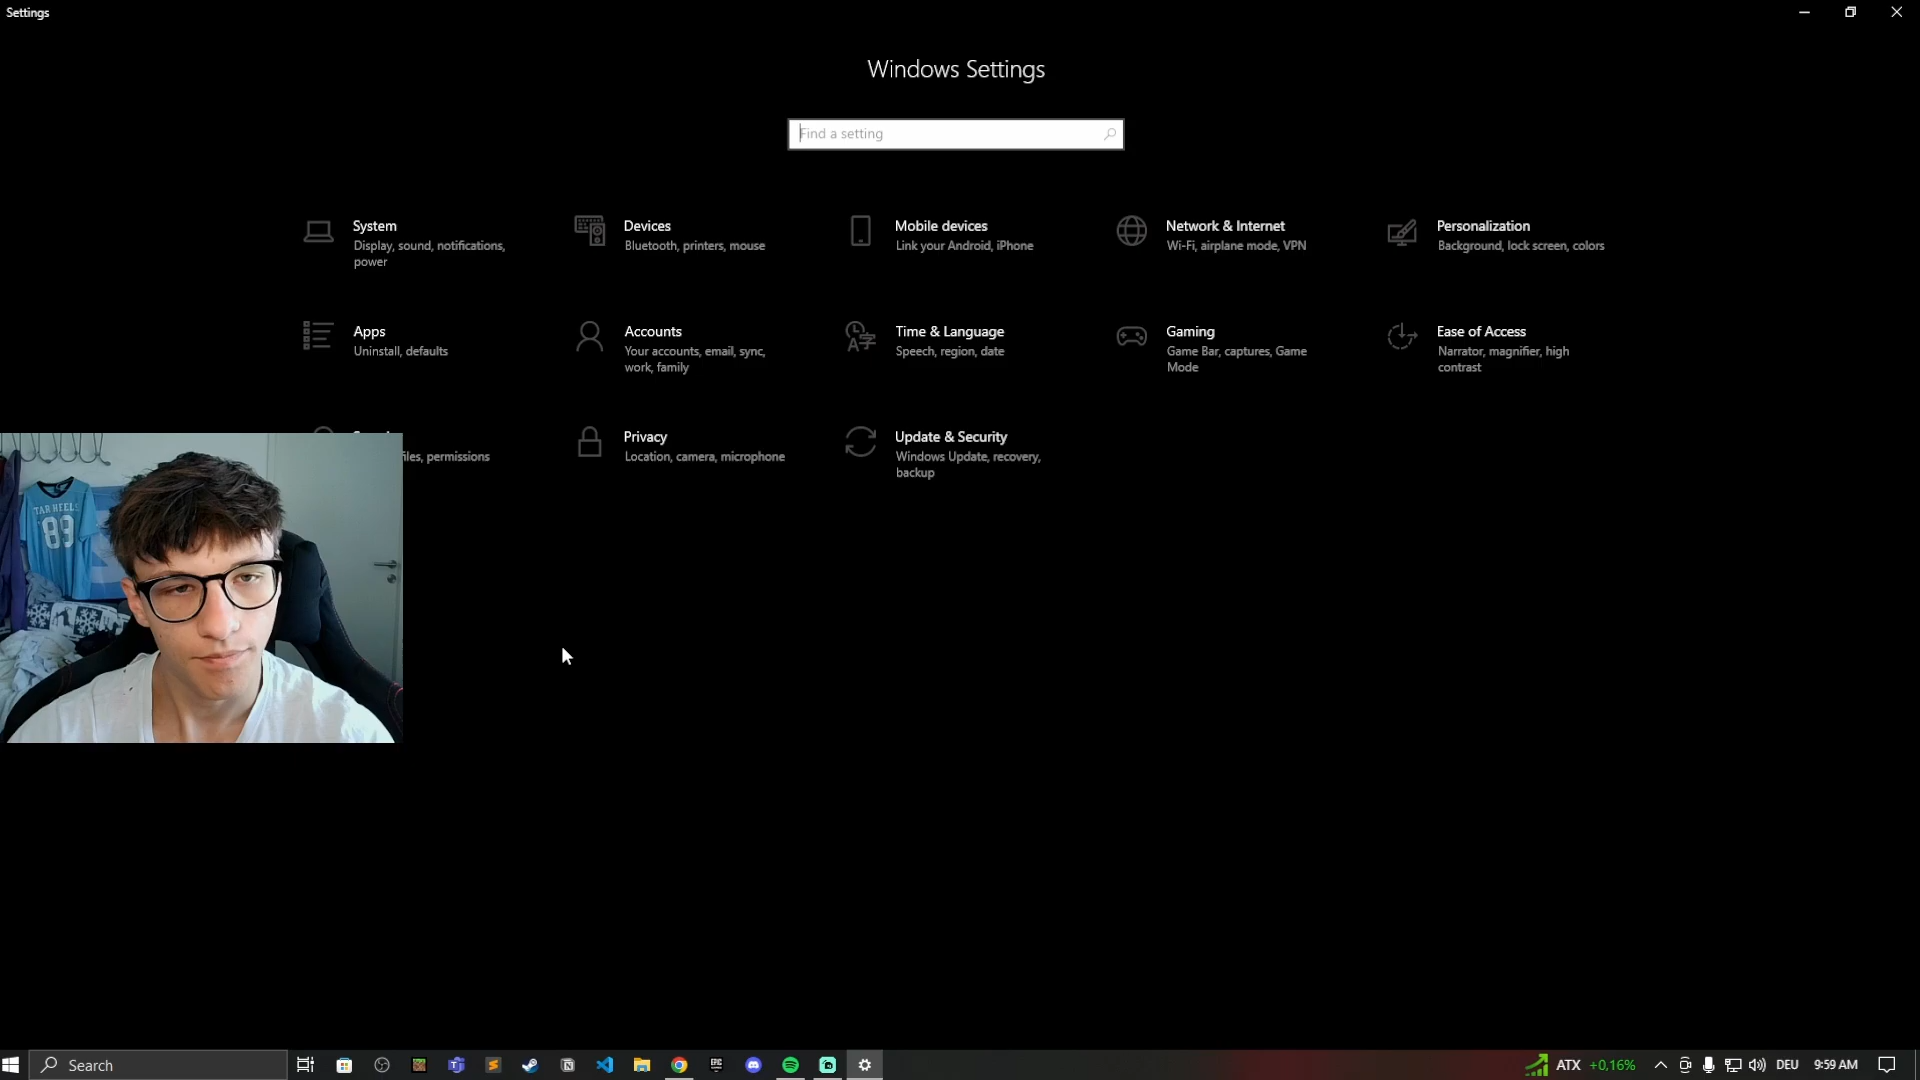 Settings
Windows Settings
Find a setting
System
Display, sound, notifications,
power
Devices
Bluetooth, printers, mouse
Mobile devices
Link your Android, iPhone
Network & Internet
Wi-Fi, airplane mode, VPN
Personalization
Background, lock screen, colors
Apps
Uninstall, defaults
Accounts
Your accounts, email, sync,
work, family
Time & Language
Speech, region, date
Gaming
Game Bar, captures, Game
Mode
Ease of Access
Narrator, magnifier, high
contrast
files, permissions
Privacy
Location, camera, microphone
Update & Security
Windows Update, recovery,
backup
TAR HEELS
83
Search
EPIC
ATX +0,16%
DEU
9:59 AM